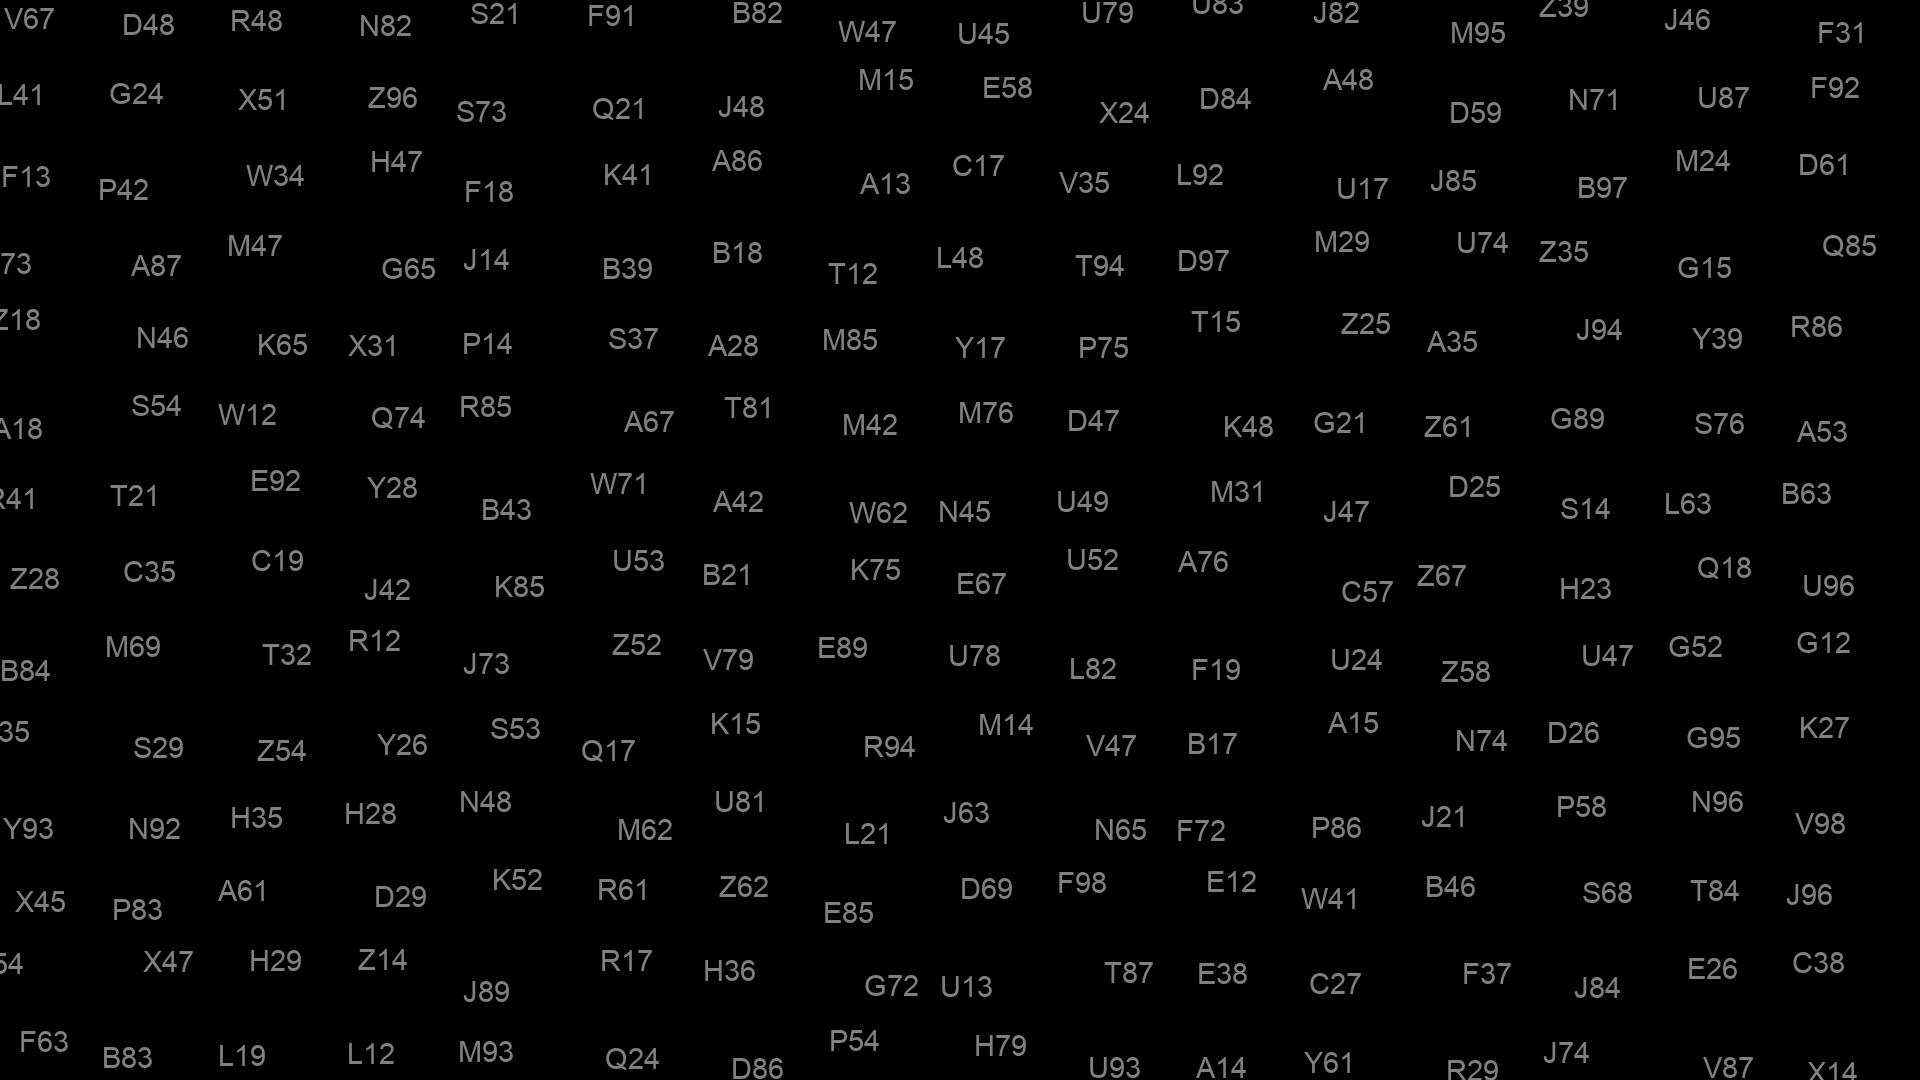 V67 D48 R48 N82 S21 F91 B82 W47 U45 U79 U83 J82 M95 Z39 J46 F31
L41 G24 X51 Z96 S73 Q21 J48 M15 E58 X24 D84 A48 D59 N71 U87 F92
F13 P42 W34 H47 F18 K41 A86 A13 C17 V35 L92 U17 J85 B97 M24 D61
73 A87 M47 G65 J14 B39 B18 T12 L48 T94 D97 M29 U74 Z35 G15 Q85
Z18 N46 K65 X31 P14 S37 A28 M85 Y17 P75 T15 Z25 A35 J94 Y39 R86
A18 S54 W12 Q74 R85 A67 T81 M42 M76 D47 K48 G21 Z61 G89 S76 A53
R41 T21 E92 Y28 B43 W71 A42 W62 N45 U49 M31 J47 D25 S14 L63 B63
Z28 C35 C19 J42 K85 U53 B21 K75 E67 U52 A76 C57 Z67 H23 Q18 U96
B84 M69 T32 R12 J73 Z52 V79 E89 U78 L82 F19 U24 Z58 U47 G52 G12
35 S29 Z54 Y26 S53 Q17 K15 R94 M14 V47 B17 A15 N74 D26 G95 K27
Y93 N92 H35 H28 N48 M62 U81 L21 J63 N65 F72 P86 J21 P58 N96 V98
X45 P83 A61 D29 K52 R61 Z62 E85 D69 F98 E12 W41 B46 S68 T84 J96
54 X47 H29 Z14 J89 R17 H36 G72 U13 T87 E38 C27 F37 J84 E26 C38
F63 B83 L19 L12 M93 Q24 D86 P54 H79 U93 A14 Y61 R29 J74 V87 X14